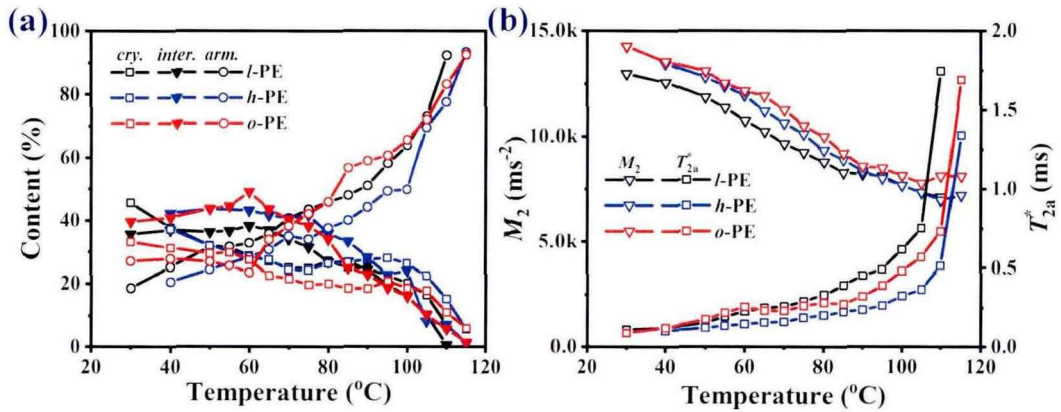 (a)
100
80
60
40
20
0
Content (%)
cry. inter. arm.
l-PE
h-PE
o-PE
20 40 60 80 100 120
Temperature (°C)
(b)
15.0k
10.0k
5.0k
0.0
M₂ (ms⁻²)
M₂ T*₂ₐ
l-PE
h-PE
o-PE
2.0
1.5
1.0
0.5
0.0
T*₂ₐ (ms)
20 40 60 80 100 120
Temperature (°C)